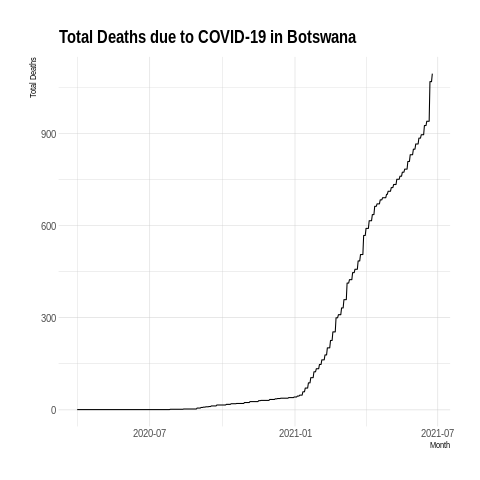 Total Deaths due to COVID-19 in Botswana
Total Deaths
900
600
300
0
2020-07
2021-01
2021-07
Month